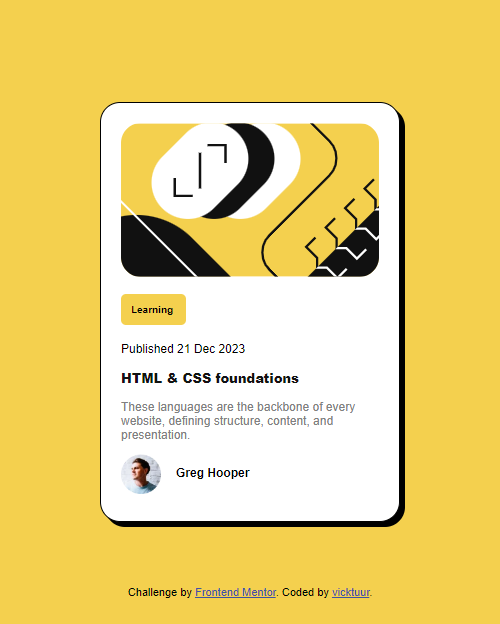 Learning
Published 21 Dec 2023
HTML & CSS foundations
These languages are the backbone of every
website, defining structure, content, and
presentation.
Greg Hooper
Challenge by Frontend Mentor. Coded by vicktuur.